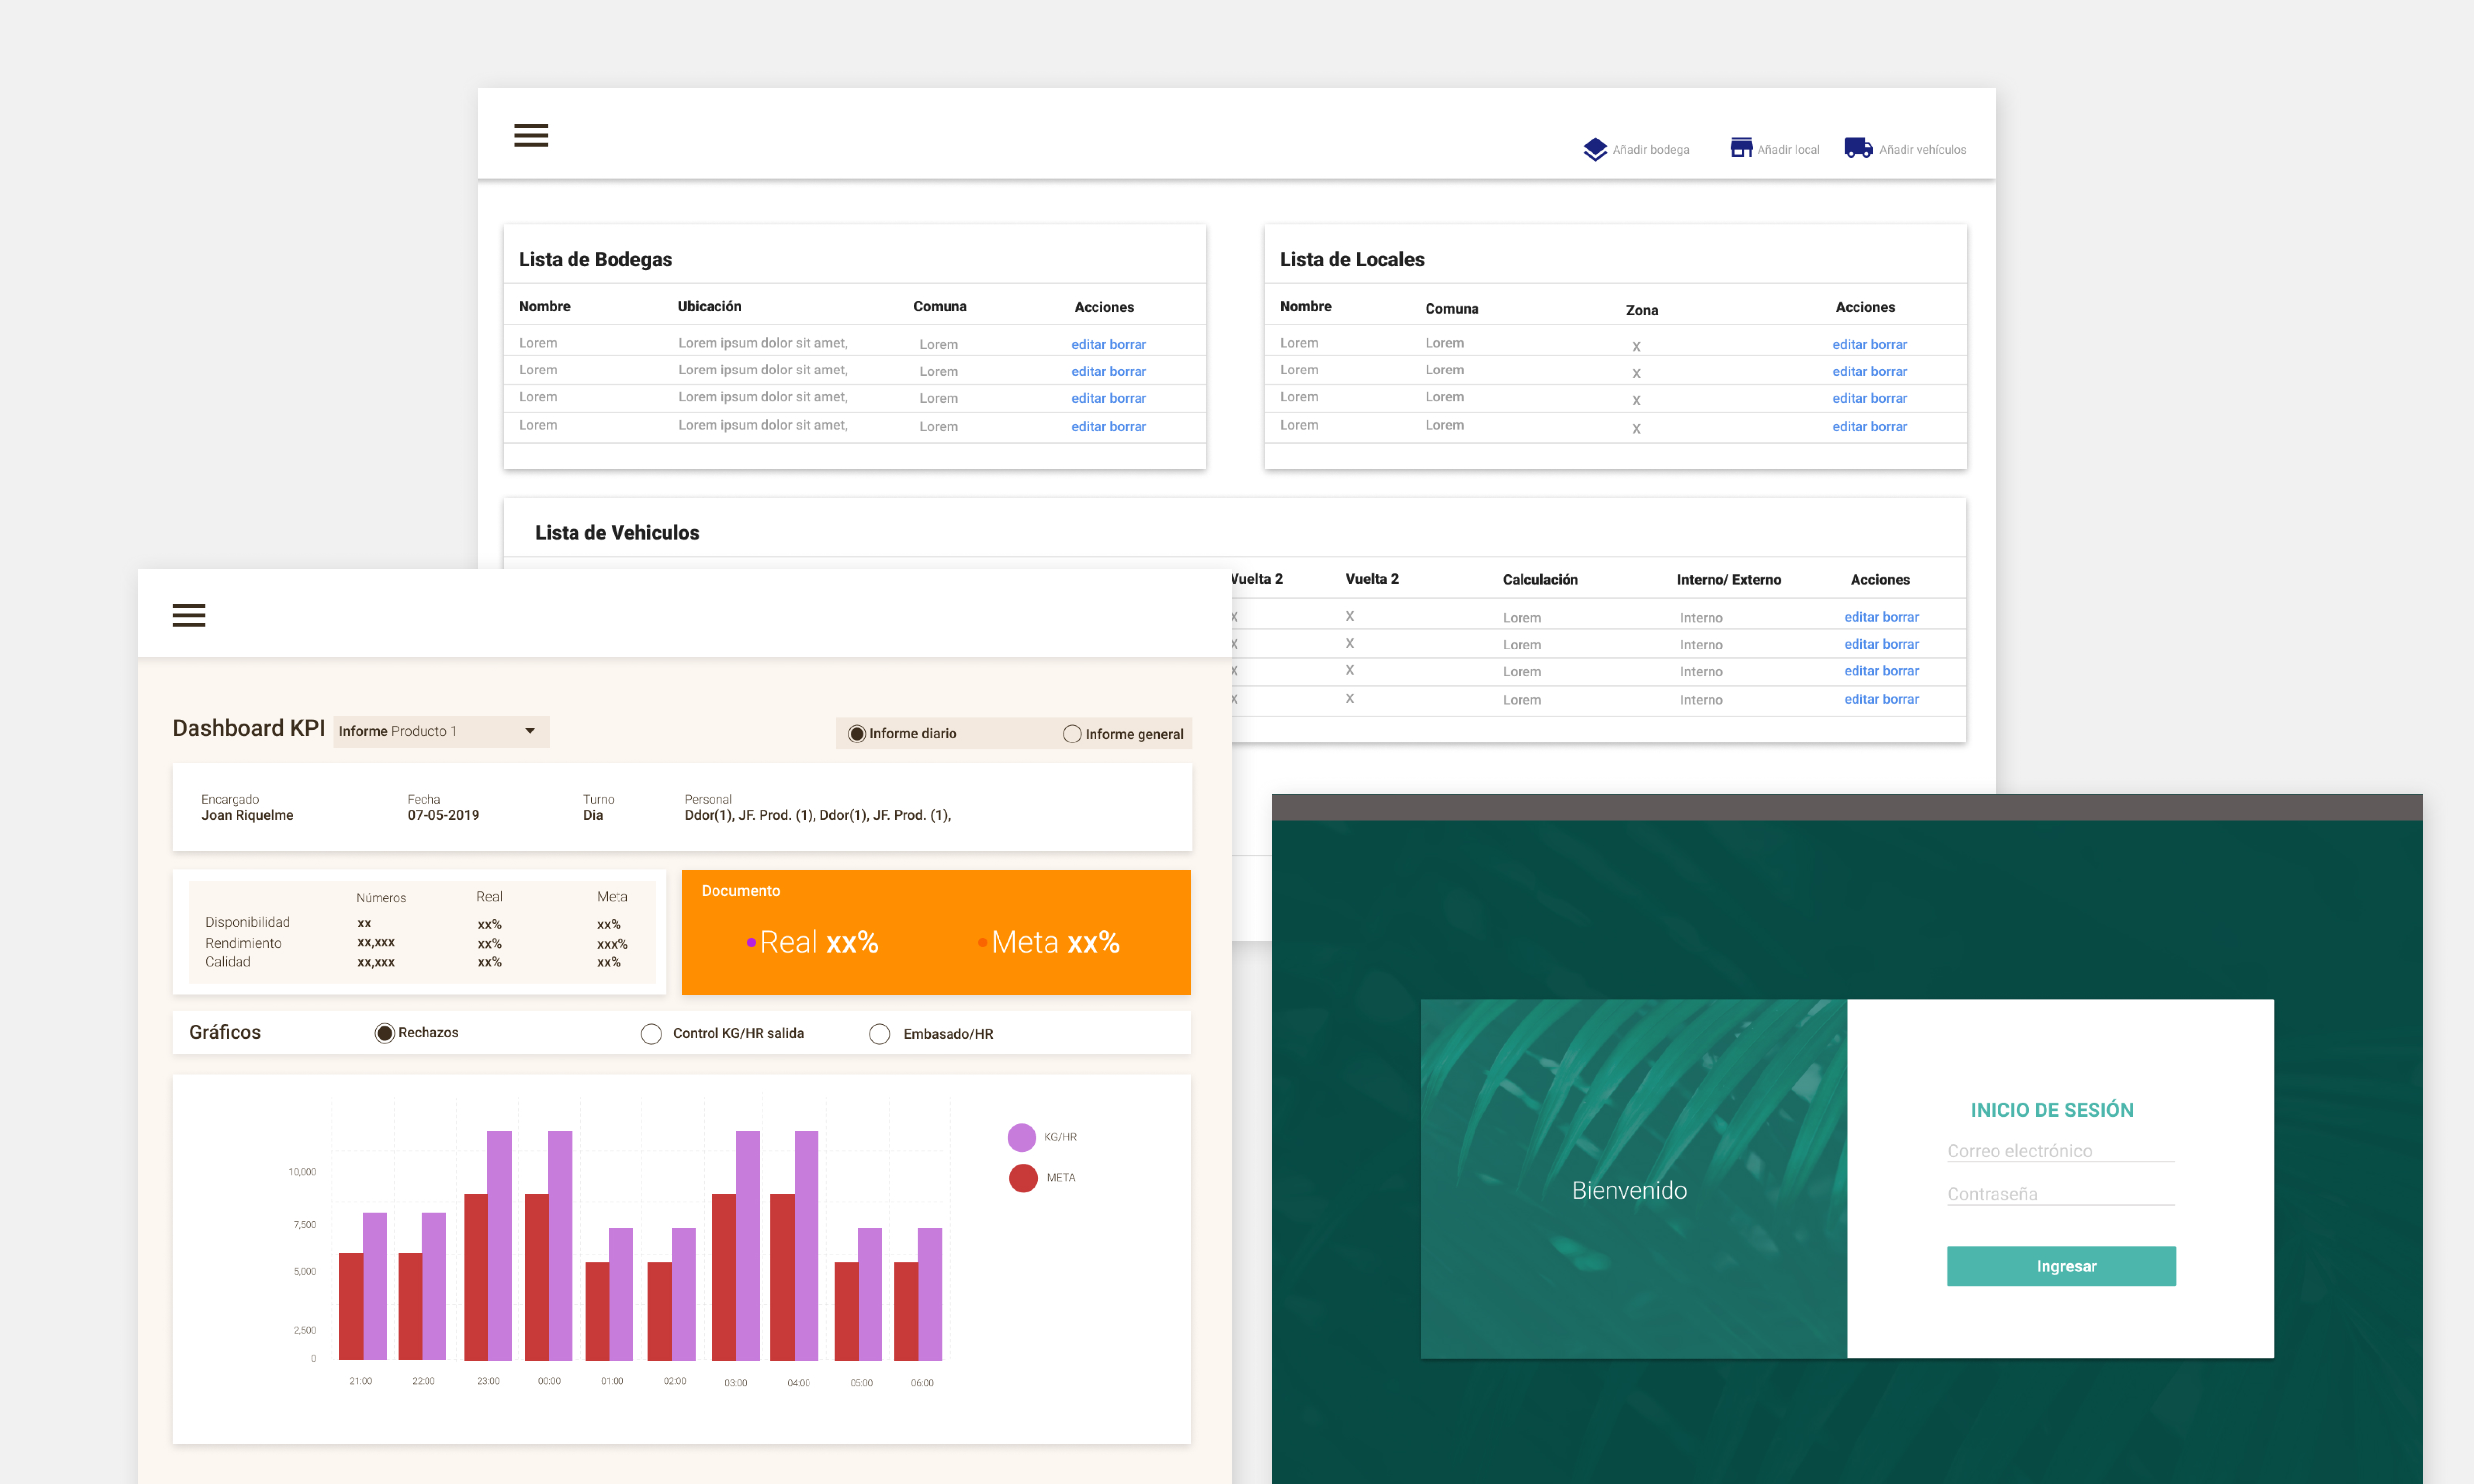 Añadir bodega Añadir local Añadir vehículos
Lista de Bodegas
Nombre Ubicación Comuna Acciones
Lorem Lorem ipsum dolor sit amet, Lorem editar borrar
Lorem Lorem ipsum dolor sit amet, Lorem editar borrar
Lorem Lorem ipsum dolor sit amet, Lorem editar borrar
Lorem Lorem ipsum dolor sit amet, Lorem editar borrar
Lista de Locales
Nombre Comuna Zona Acciones
Lorem Lorem X editar borrar
Lorem Lorem X editar borrar
Lorem Lorem X editar borrar
Lorem Lorem X editar borrar
Lista de Vehiculos
Vuelta 2 Vuelta 2 Calculación Interno/ Externo Acciones
X X Lorem Interno editar borrar
X X Lorem Interno editar borrar
X X Lorem Interno editar borrar
X X Lorem Interno editar borrar
Dashboard KPI Informe Producto 1 Informe diario Informe general
Encargado Fecha Turno Personal
Joan Riquelme 07-05-2019 Dia Ddor(1), JF. Prod. (1), Ddor(1), JF. Prod. (1),
Números Real Meta
Disponibilidad xx xx% xx%
Rendimiento xx,xxx xx% xxx%
Calidad xx,xxx xx% xx%
Documento
Real xx% Meta xx%
Gráficos Rechazos Control KG/HR salida Embasado/HR
KG/HR
META
10,000
7,500
5,000
2,500
0
21:00 22:00 23:00 00:00 01:00 02:00 03:00 04:00 05:00 06:00
Bienvenido
INICIO DE SESIÓN
Correo electrónico
Contraseña
Ingresar